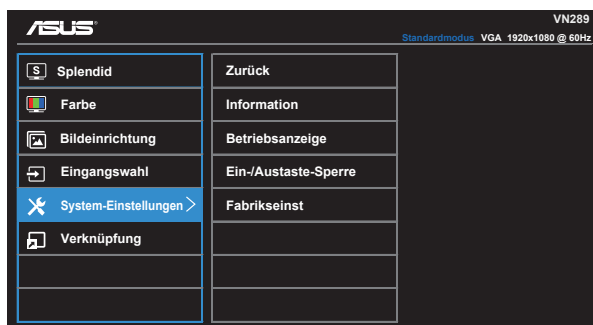 ASUS
VN289
Standardmodus VGA 1920x1080 @ 60Hz
S Splendid
Farbe
Bildeinrichtung
Eingangswahl
System-Einstellungen >
Verknüpfung
Zurück
Information
Betriebsanzeige
Ein-/Austaste-Sperre
Fabrikseinst